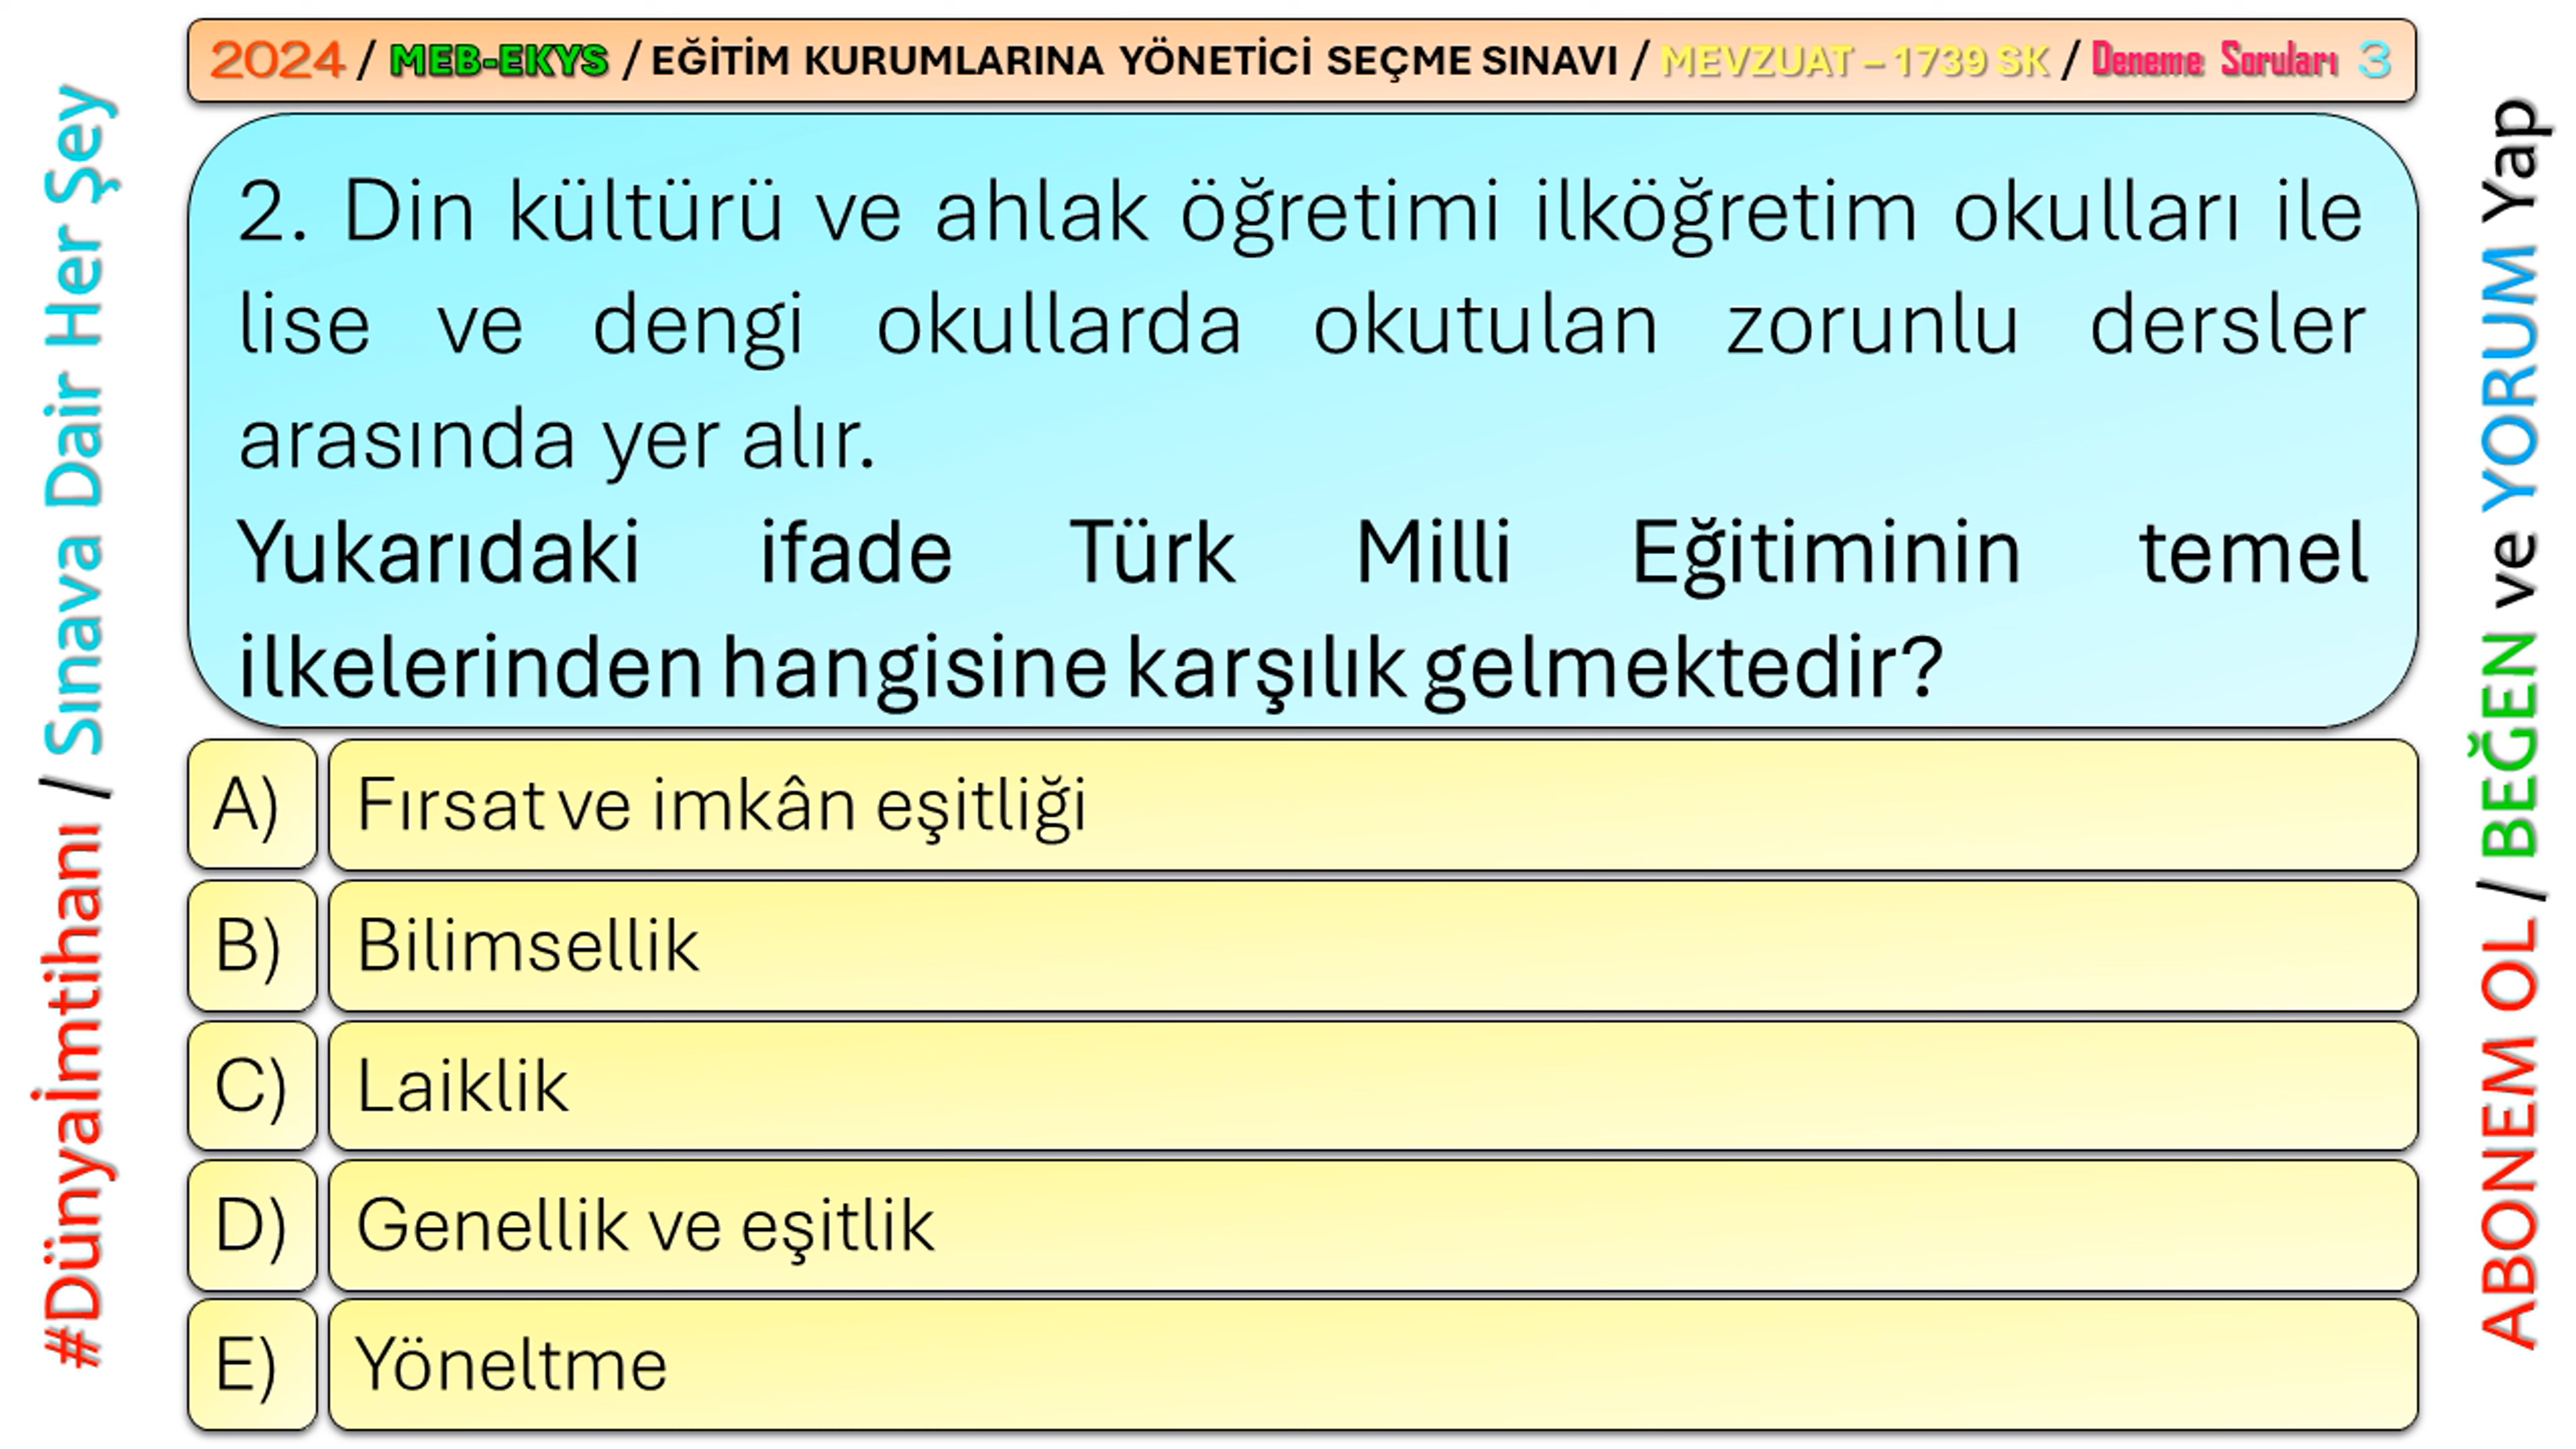 2024 / MEB-EKYS / EĞİTİM KURUMLARINA YÖNETİCİ SEÇME SINAVI / MEVZUAT – 1739 SK / Deneme Soruları 3
#Dünyaİmtihanı / Sınava Dair Her Şey
2. Din kültürü ve ahlak öğretimi ilköğretim okulları ile
lise ve dengi okullarda okutulan zorunlu dersler
arasında yer alır.
Yukarıdaki ifade Türk Milli Eğitiminin temel
ilkelerinden hangisine karşılık gelmektedir?
A) Fırsat ve imkân eşitliği
B) Bilimsellik
C) Laiklik
D) Genellik ve eşitlik
E) Yöneltme
ABONEM OL / BEĞEN ve YORUM Yap